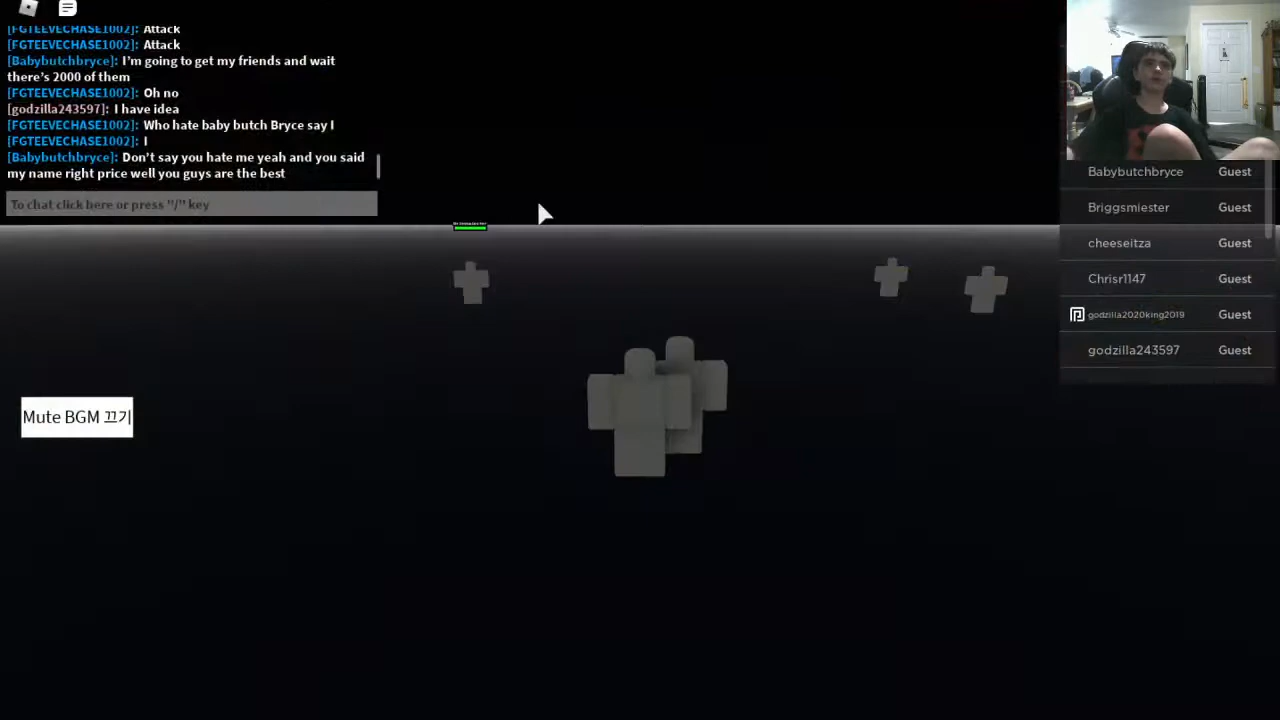 [FGTEEVECHASE1002]: Attack
[FGTEEVECHASE1002]: Attack
[Babybutchbryce]: I'm going to get my friends and wait
there's 2000 of them
[FGTEEVECHASE1002]: Oh no
[godzilla243597]: I have idea
[FGTEEVECHASE1002]: Who hate baby butch Bryce say I
[FGTEEVECHASE1002]: I
[Babybutchbryce]: Don't say you hate me yeah and you said
my name right price well you guys are the best
To chat click here or press "/" key
Babybutchbryce Guest
Briggsmiester Guest
cheeseitza Guest
Chrisr1147 Guest
godzilla2020king2019 Guest
godzilla243597 Guest
Mute BGM 끄기